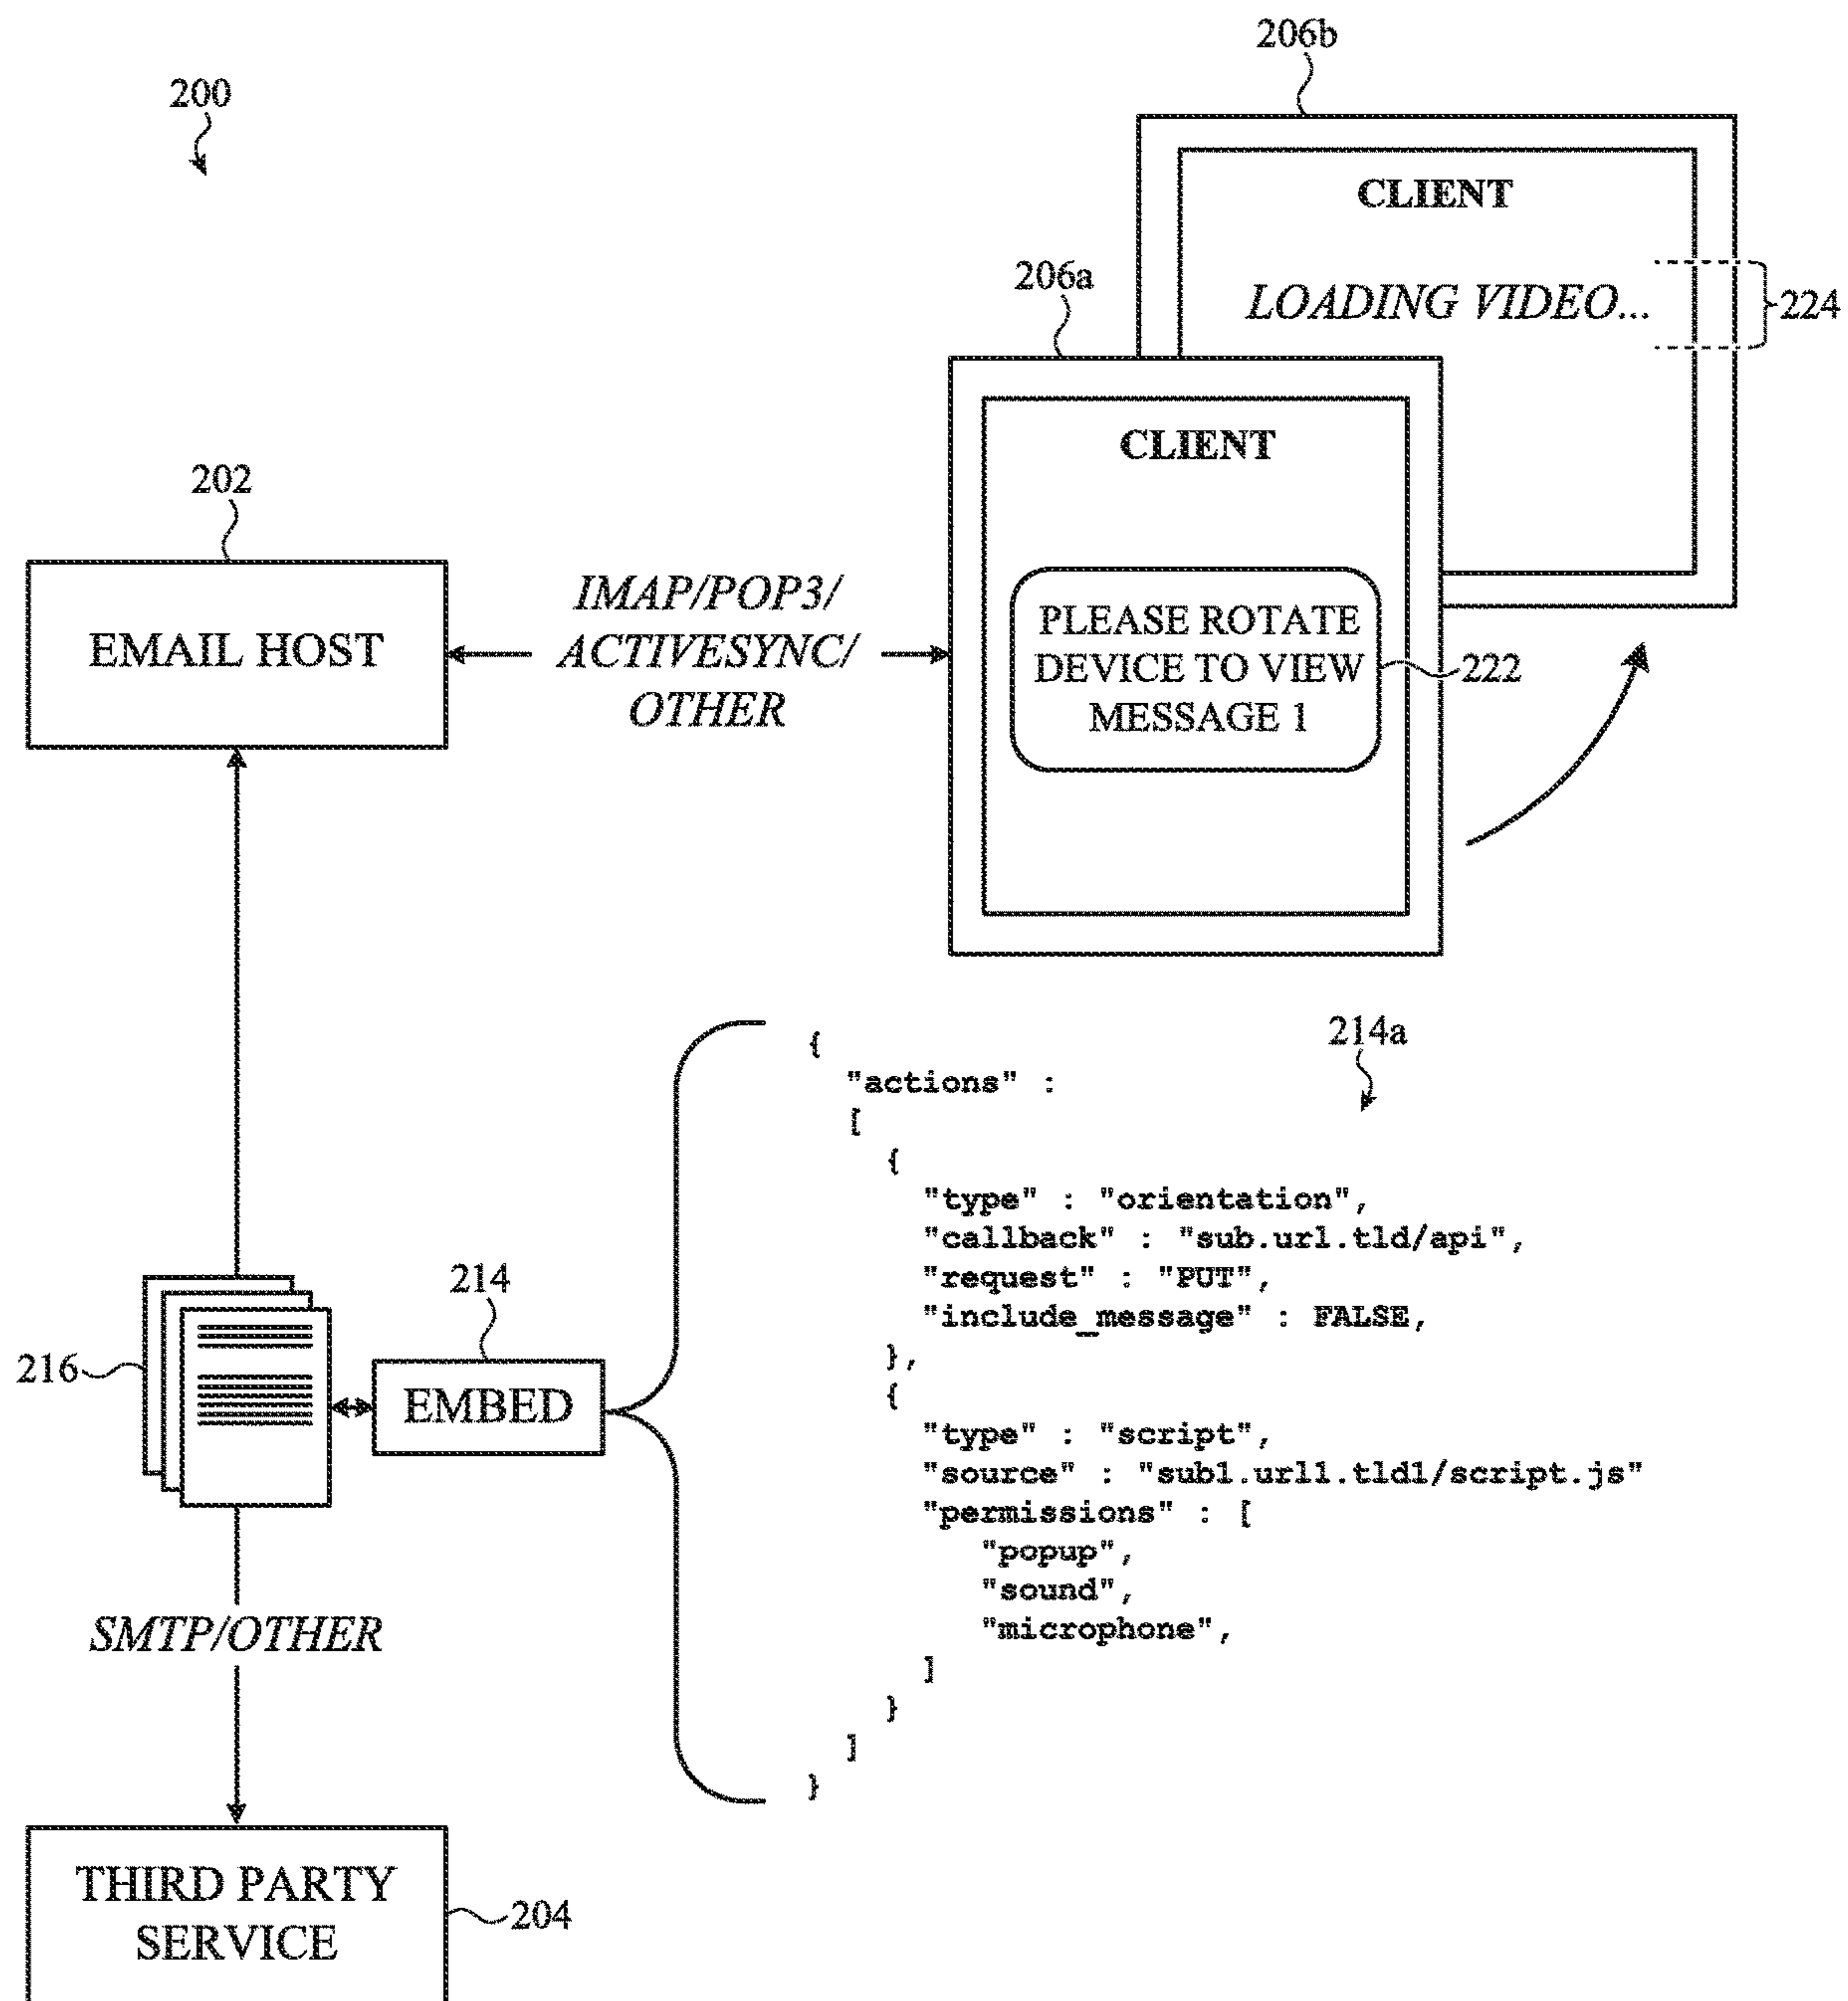 206b
200
CLIENT
206a
LOADING VIDEO...
224
CLIENT
202
IMAP/POP3/
ACTIVESYNC/
OTHER
EMAIL HOST
PLEASE ROTATE
DEVICE TO VIEW
MESSAGE 1
222
214a
{
"actions" :
[
{
"type" : "orientation",
"callback" : "sub.url.tld/api",
"request" : "PUT",
"include_message" : FALSE,
},
{
"type" : "script",
"source" : "sub1.url1.tld1/script.js"
"permissions" : [
"popup",
"sound",
"microphone",
]
}
]
}
214
216
EMBED
SMTP/OTHER
THIRD PARTY
SERVICE
204